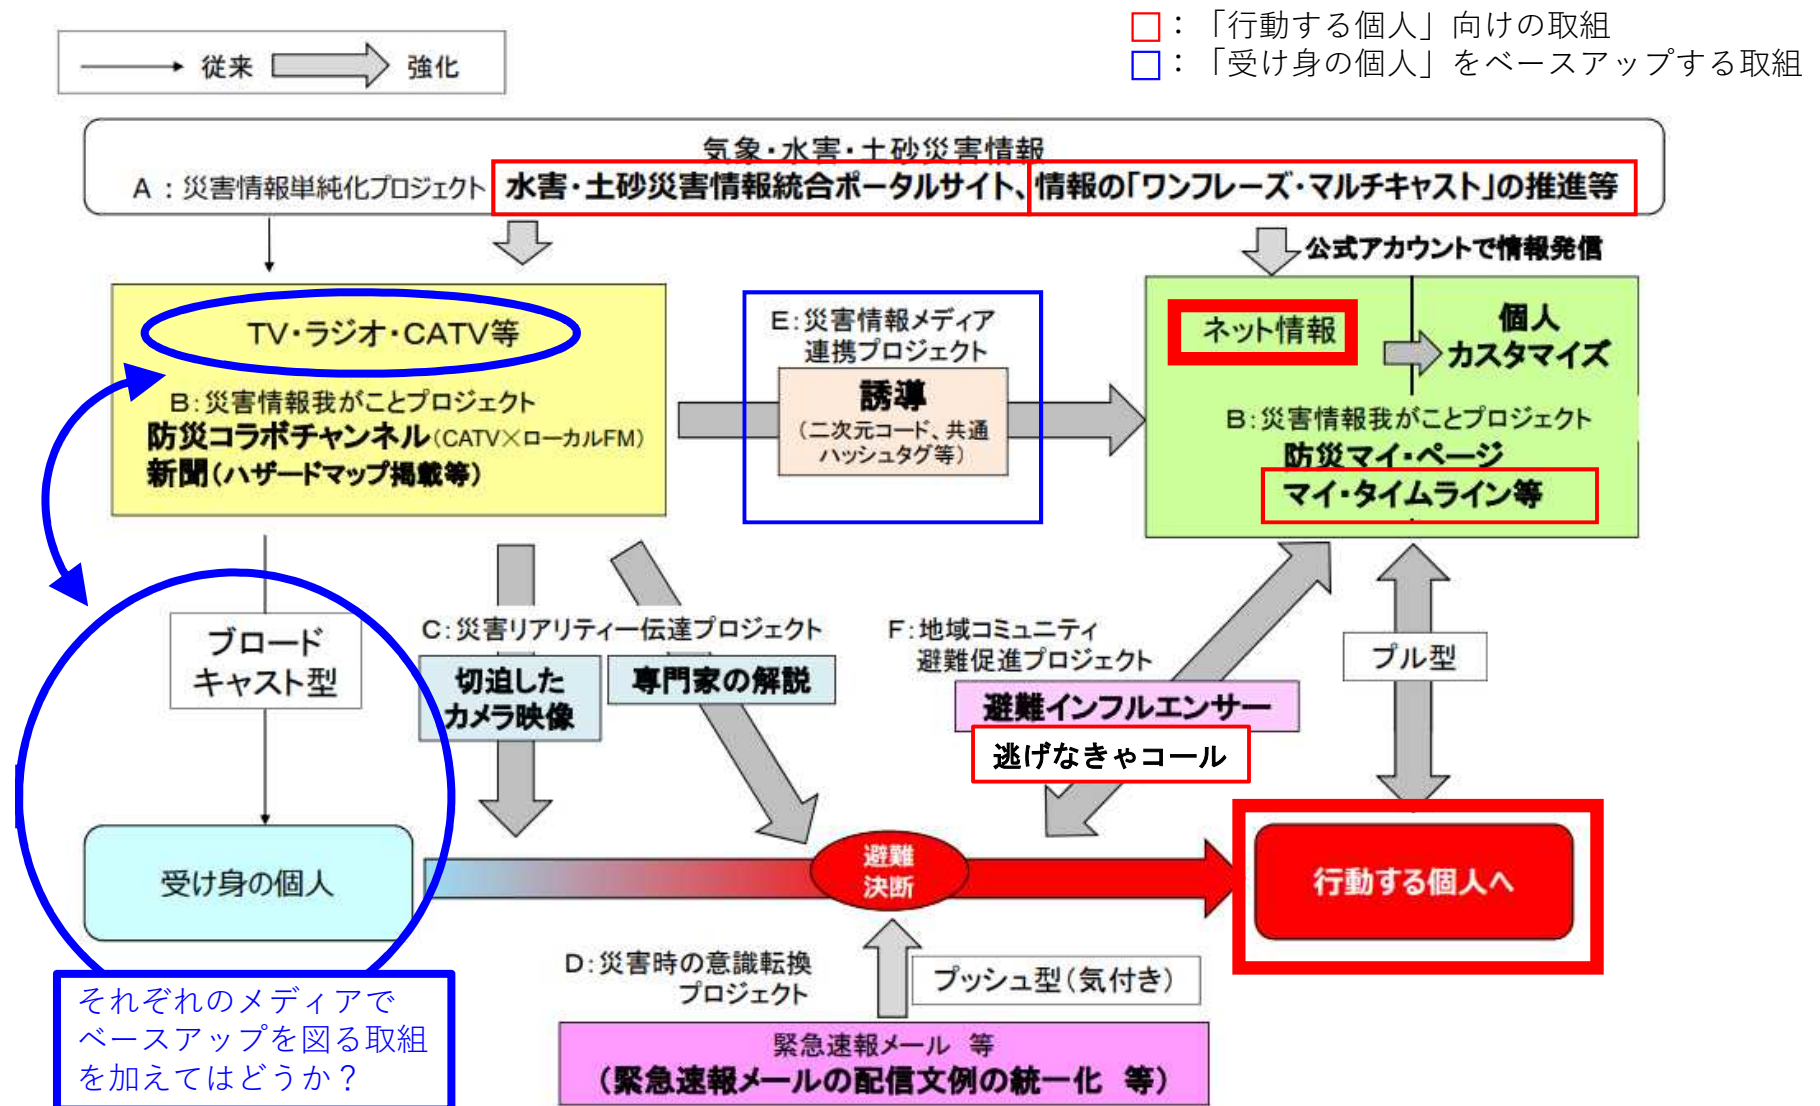 □：「行動する個人」向けの取組
□：「受け身の個人」をベースアップする取組
従来 強化
気象・水害・土砂災害情報
A：災害情報単純化プロジェクト 水害・土砂災害情報統合ポータルサイト、情報の「ワンフレーズ・マルチキャスト」の推進等
公式アカウントで情報発信
TV・ラジオ・CATV等
B：災害情報我がことプロジェクト
防災コラボチャンネル（CATV×ローカルFM）
新聞（ハザードマップ掲載等）
E：災害情報メディア
連携プロジェクト
誘導
（二次元コード、共通
ハッシュタグ等）
ネット情報
個人
カスタマイズ
B：災害情報我がことプロジェクト
防災マイ・ページ
マイ・タイムライン等
ブロード
キャスト型
C：災害リアリティー伝達プロジェクト
切迫した
カメラ映像
専門家の解説
F：地域コミュニティ
避難促進プロジェクト
避難インフルエンサー
逃げなきゃコール
プル型
受け身の個人
避難
決断
行動する個人へ
D：災害時の意識転換
プロジェクト
プッシュ型（気付き）
緊急速報メール 等
（緊急速報メールの配信文例の統一化 等）
それぞれのメディアで
ベースアップを図る取組
を加えてはどうか？